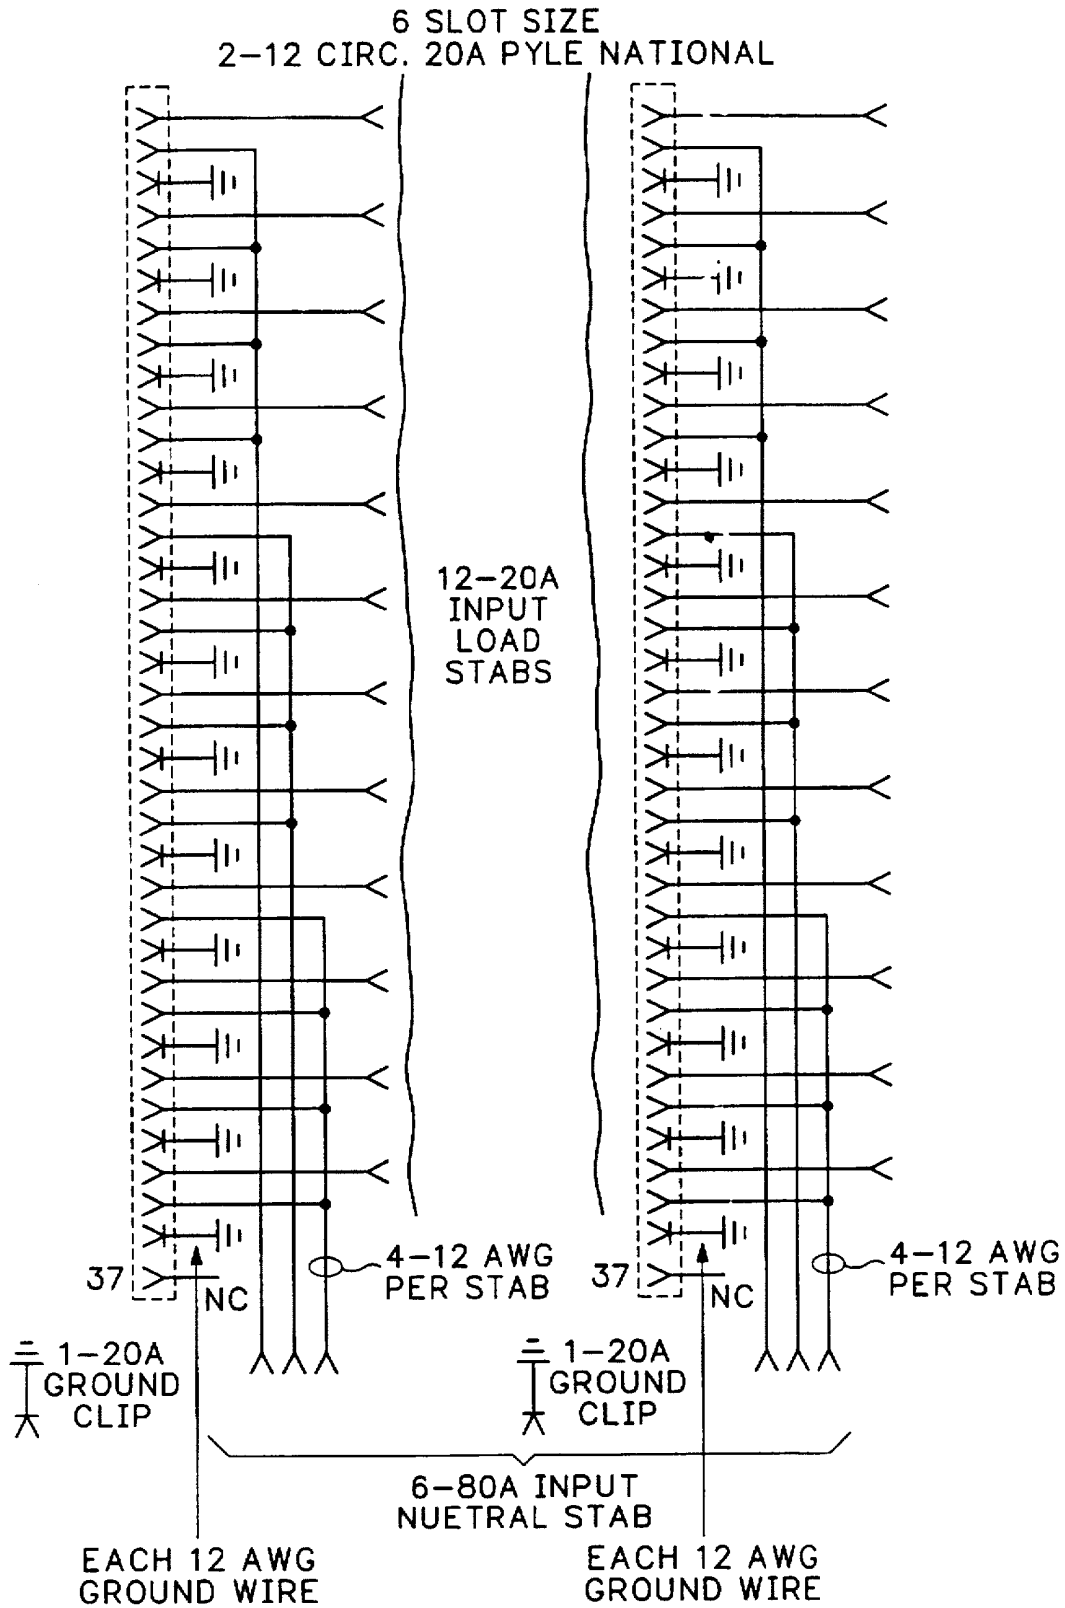 6 SLOT SIZE
2-12 CIRC. 20A PYLE NATIONAL
12-20A
INPUT
LOAD
STABS
37
NC
4-12 AWG
PER STAB
37
NC
4-12 AWG
PER STAB
1-20A
GROUND
CLIP
1-20A
GROUND
CLIP
6-80A INPUT
NUETRAL STAB
EACH 12 AWG
GROUND WIRE
EACH 12 AWG
GROUND WIRE